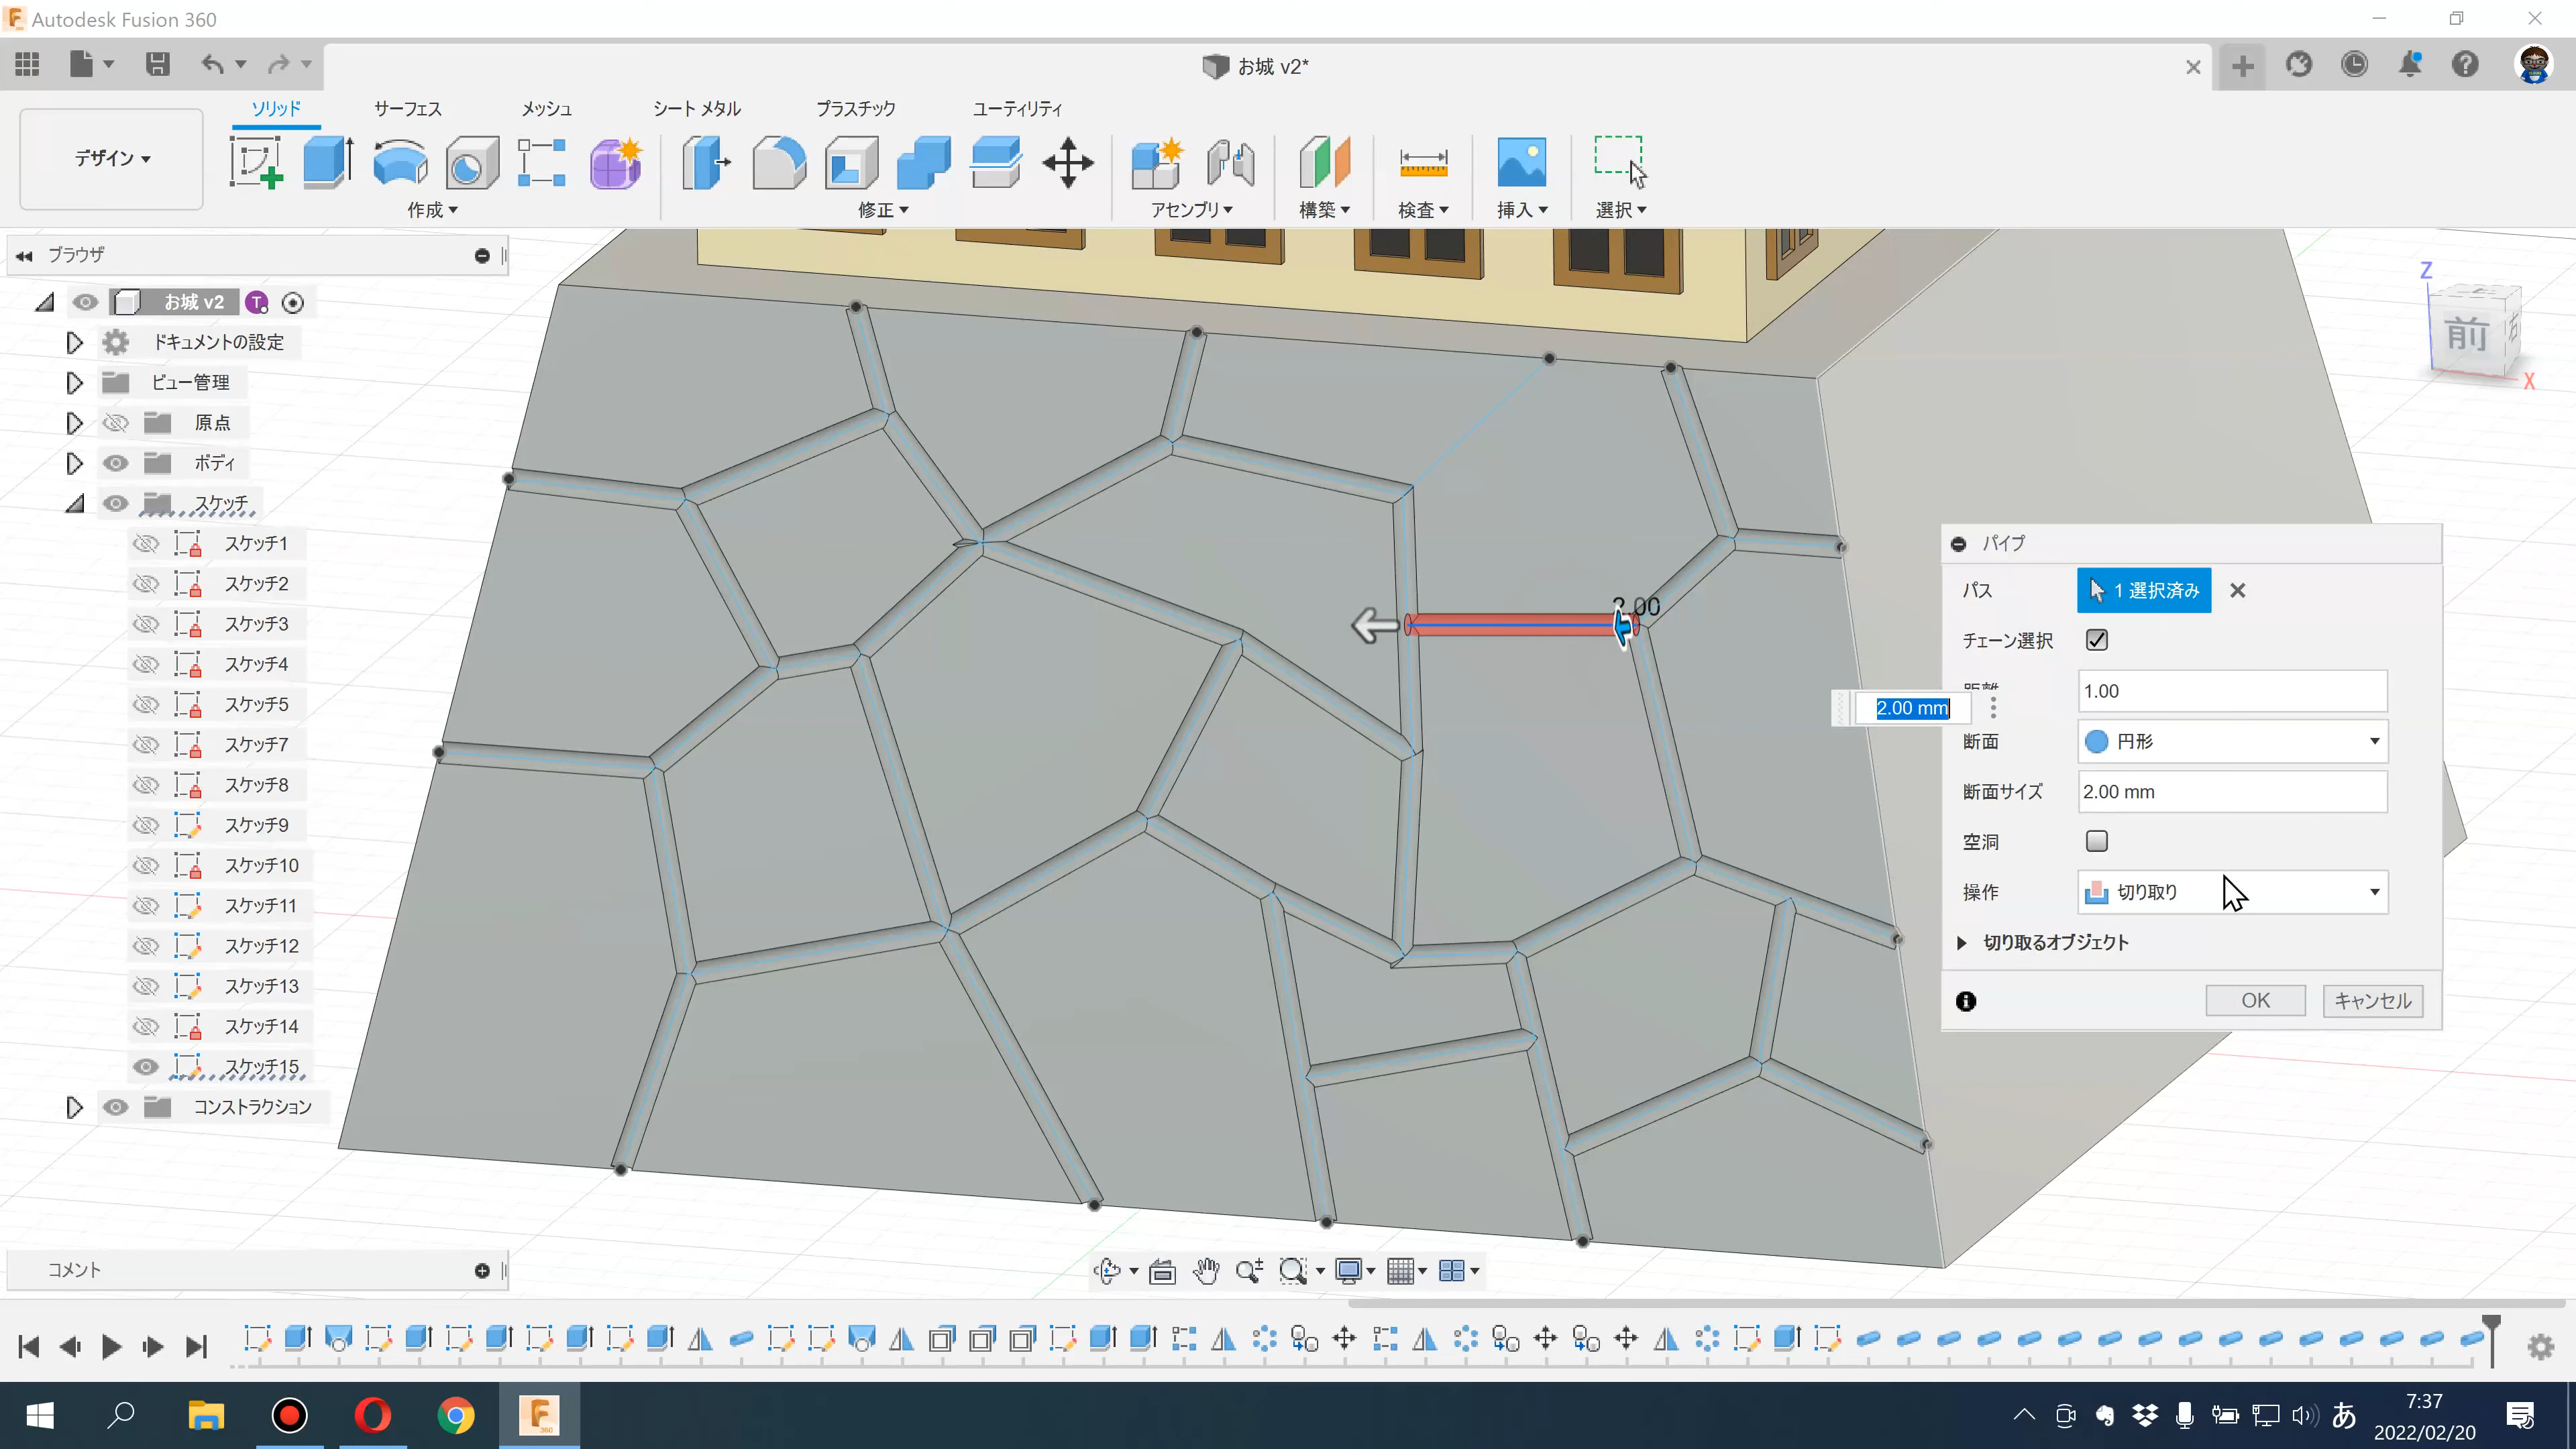 Autodesk Fusion 360
お城 v2*
ソリッド サーフェス メッシュ シート メタル プラスチック ユーティリティ
デザイン
作成 修正 アセンブリ 構築 検査 挿入 選択
ブラウザ
お城 v2
ドキュメントの設定
ビュー管理
原点
ボディ
スケッチ
スケッチ1
スケッチ2
スケッチ3
スケッチ4
スケッチ5
スケッチ7
スケッチ8
スケッチ9
スケッチ10
スケッチ11
スケッチ12
スケッチ13
スケッチ14
スケッチ15
コンストラクション
コメント
Z
前
X
2.00
2.00 mm
パイプ
パス 1 選択済み
チェーン選択
1.00
断面 円形
断面サイズ 2.00 mm
空洞
操作 切り取り
切り取るオブジェクト
OK キャンセル
あ
7:37
2022/02/20